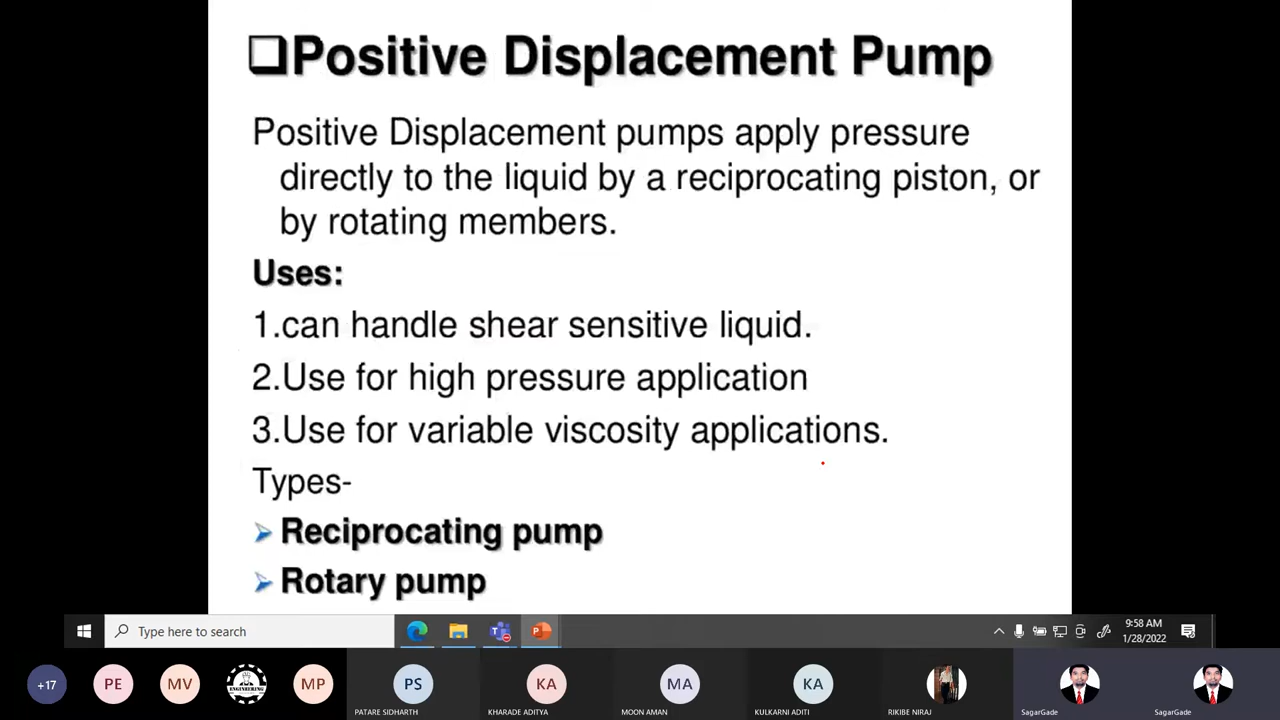 Positive Displacement Pump
Positive Displacement pumps apply pressure
directly to the liquid by a reciprocating piston, or
by rotating members.
Uses:
1.can handle shear sensitive liquid.
2.Use for high pressure application
3.Use for variable viscosity applications.
Types-
Reciprocating pump
Rotary pump
Type here to search
9:58 AM
1/28/2022
+17
PE
MV
ENGINEERING
MP
PS
KA
MA
KA
PATARE SIDHARTH
KHARADE ADITYA
MOON AMAN
KULKARNI ADITI
RIKIBE NIRAJ
SagarGade
SagarGade